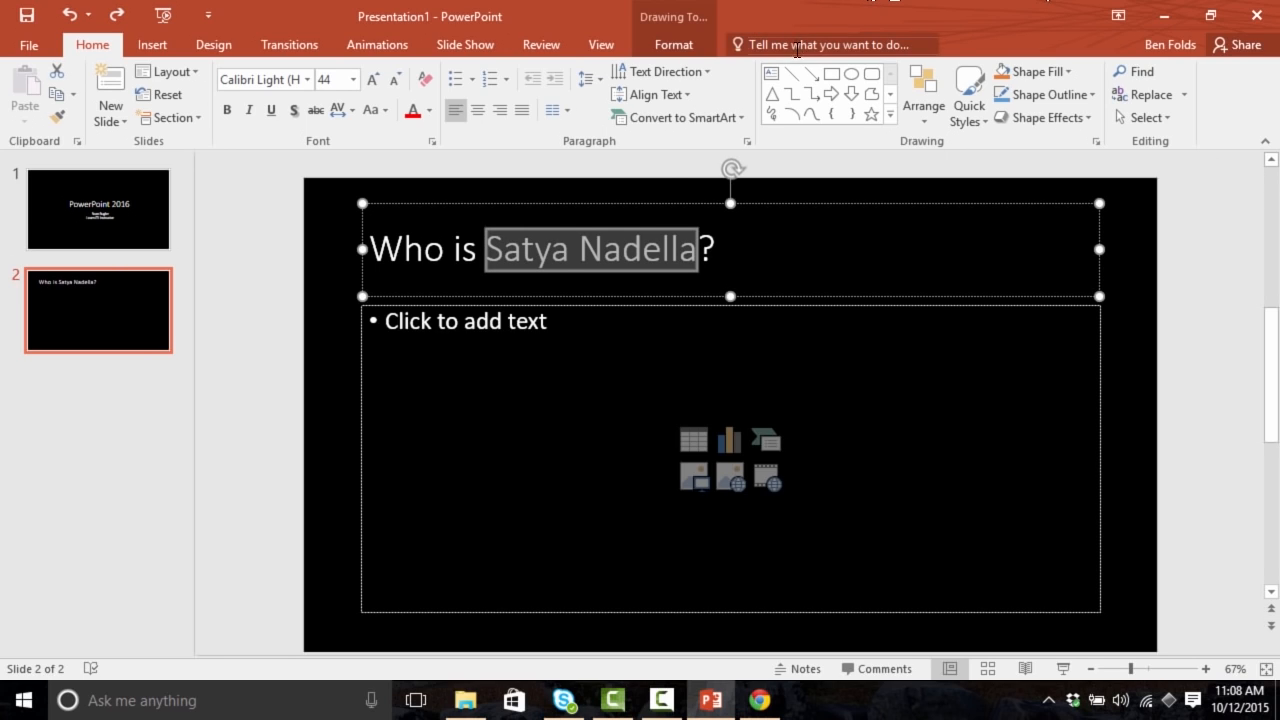 Presentation1 - PowerPoint
Drawing To...
File Home Insert Design Transitions Animations Slide Show Review View Format Tell me what you want to do... Ben Folds Share
Paste
New Slide
Layout
Reset
Section
Calibri Light (H 44
B I U S abc AV Aa A
Text Direction
Align Text
Convert to SmartArt
Arrange
Quick Styles
Shape Fill
Shape Outline
Shape Effects
Find
Replace
Select
Clipboard Slides Font Paragraph Drawing Editing
1
PowerPoint 2016
2
Who is Satya Nadella?
Who is Satya Nadella?
• Click to add text
Slide 2 of 2
Notes Comments 67%
Ask me anything
11:08 AM
10/12/2015